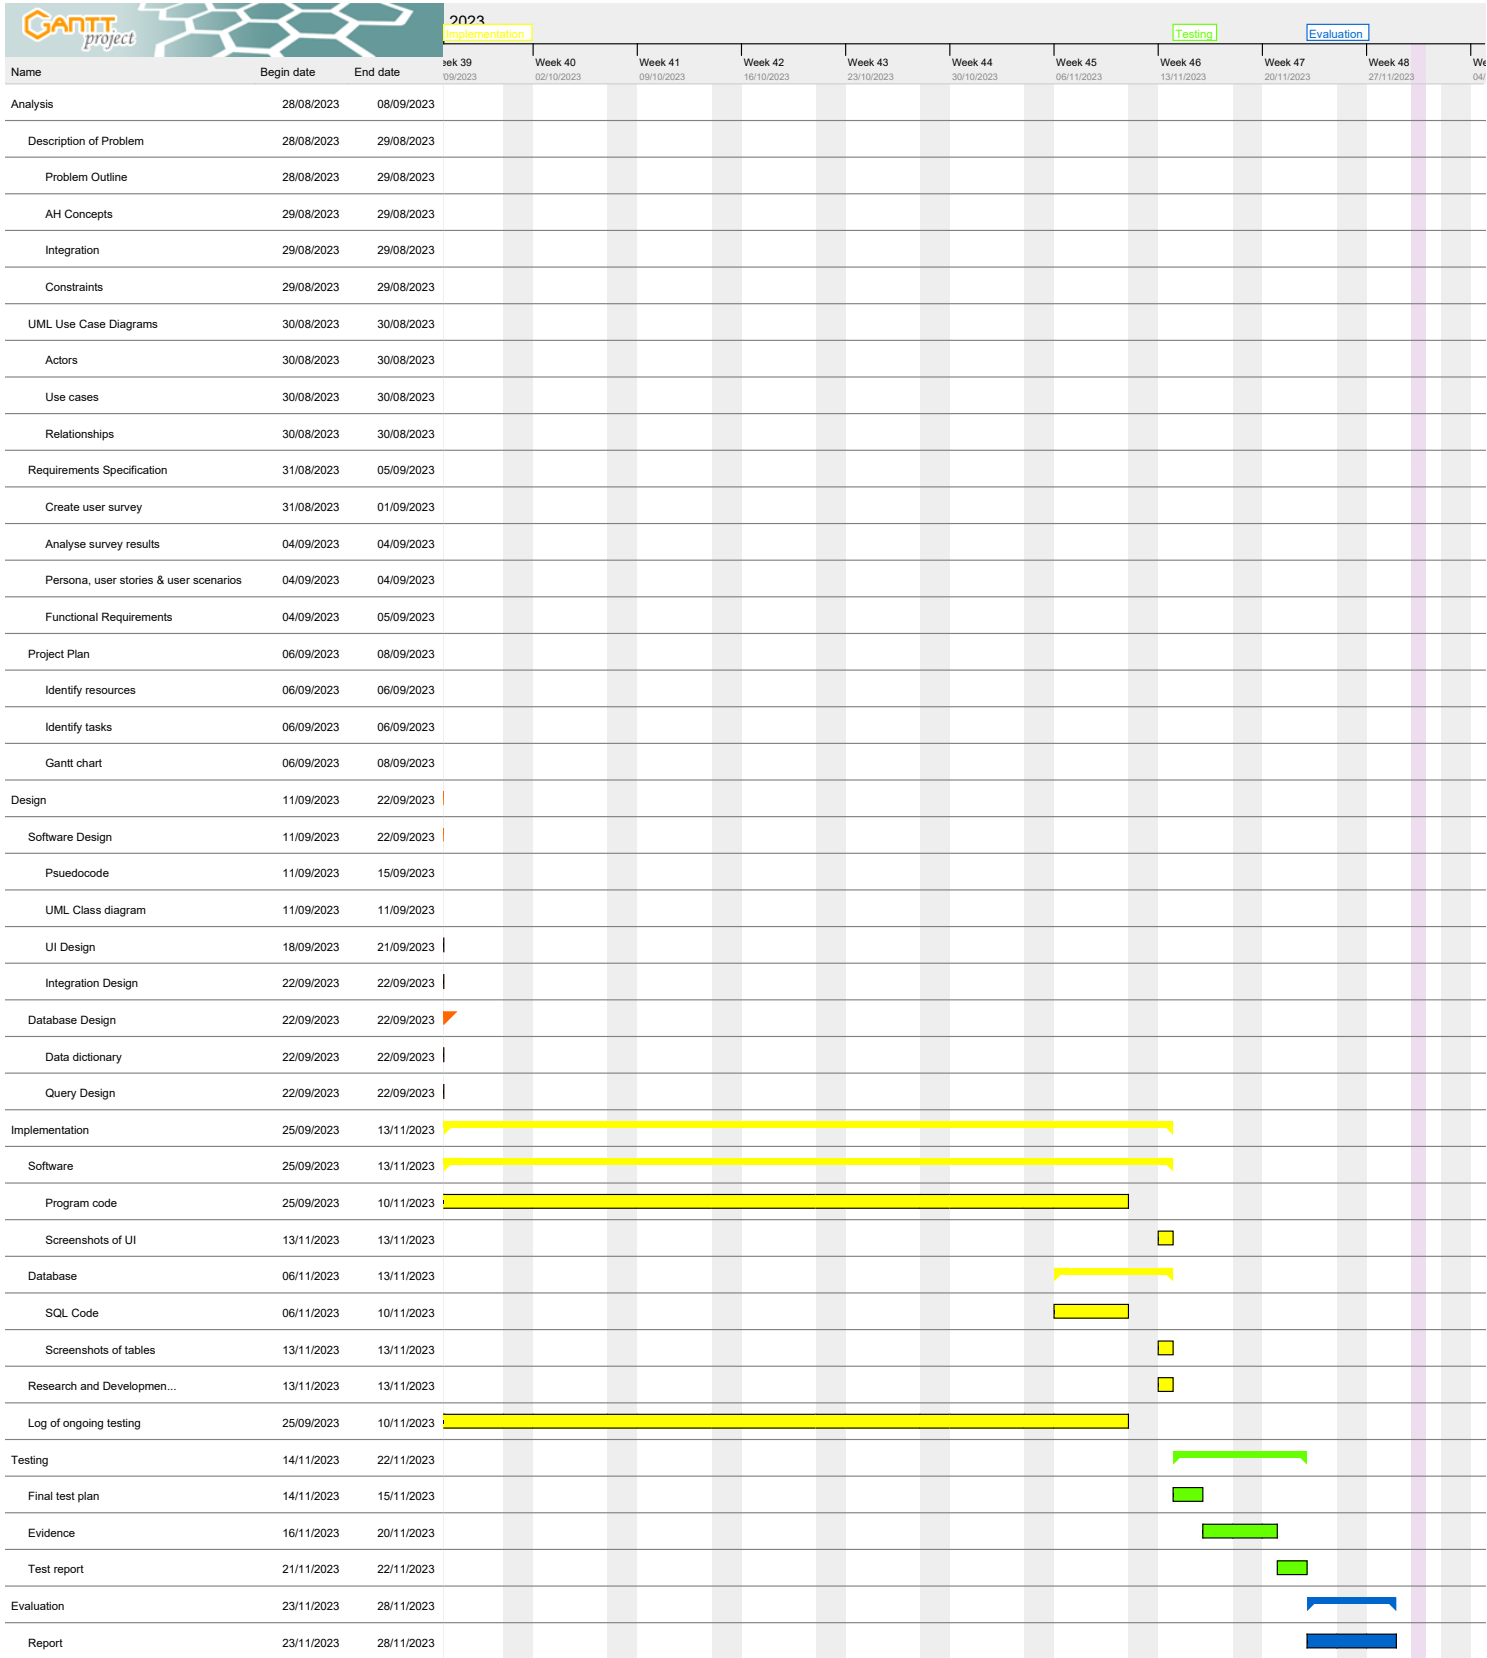 GANTT
project
2023
Implementation
Testing
Evaluation
Name Begin date End date
eek 39 Week 40 Week 41 Week 42 Week 43 Week 44 Week 45 Week 46 Week 47 Week 48 We
09/2023 02/10/2023 09/10/2023 16/10/2023 23/10/2023 30/10/2023 06/11/2023 13/11/2023 20/11/2023 27/11/2023 04/
Analysis 28/08/2023 08/09/2023
Description of Problem 28/08/2023 29/08/2023
Problem Outline 28/08/2023 29/08/2023
AH Concepts 29/08/2023 29/08/2023
Integration 29/08/2023 29/08/2023
Constraints 29/08/2023 29/08/2023
UML Use Case Diagrams 30/08/2023 30/08/2023
Actors 30/08/2023 30/08/2023
Use cases 30/08/2023 30/08/2023
Relationships 30/08/2023 30/08/2023
Requirements Specification 31/08/2023 05/09/2023
Create user survey 31/08/2023 01/09/2023
Analyse survey results 04/09/2023 04/09/2023
Persona, user stories & user scenarios 04/09/2023 04/09/2023
Functional Requirements 04/09/2023 05/09/2023
Project Plan 06/09/2023 08/09/2023
Identify resources 06/09/2023 06/09/2023
Identify tasks 06/09/2023 06/09/2023
Gantt chart 06/09/2023 08/09/2023
Design 11/09/2023 22/09/2023
Software Design 11/09/2023 22/09/2023
Psuedocode 11/09/2023 15/09/2023
UML Class diagram 11/09/2023 11/09/2023
UI Design 18/09/2023 21/09/2023
Integration Design 22/09/2023 22/09/2023
Database Design 22/09/2023 22/09/2023
Data dictionary 22/09/2023 22/09/2023
Query Design 22/09/2023 22/09/2023
Implementation 25/09/2023 13/11/2023
Software 25/09/2023 13/11/2023
Program code 25/09/2023 10/11/2023
Screenshots of UI 13/11/2023 13/11/2023
Database 06/11/2023 13/11/2023
SQL Code 06/11/2023 10/11/2023
Screenshots of tables 13/11/2023 13/11/2023
Research and Developmen... 13/11/2023 13/11/2023
Log of ongoing testing 25/09/2023 10/11/2023
Testing 14/11/2023 22/11/2023
Final test plan 14/11/2023 15/11/2023
Evidence 16/11/2023 20/11/2023
Test report 21/11/2023 22/11/2023
Evaluation 23/11/2023 28/11/2023
Report 23/11/2023 28/11/2023